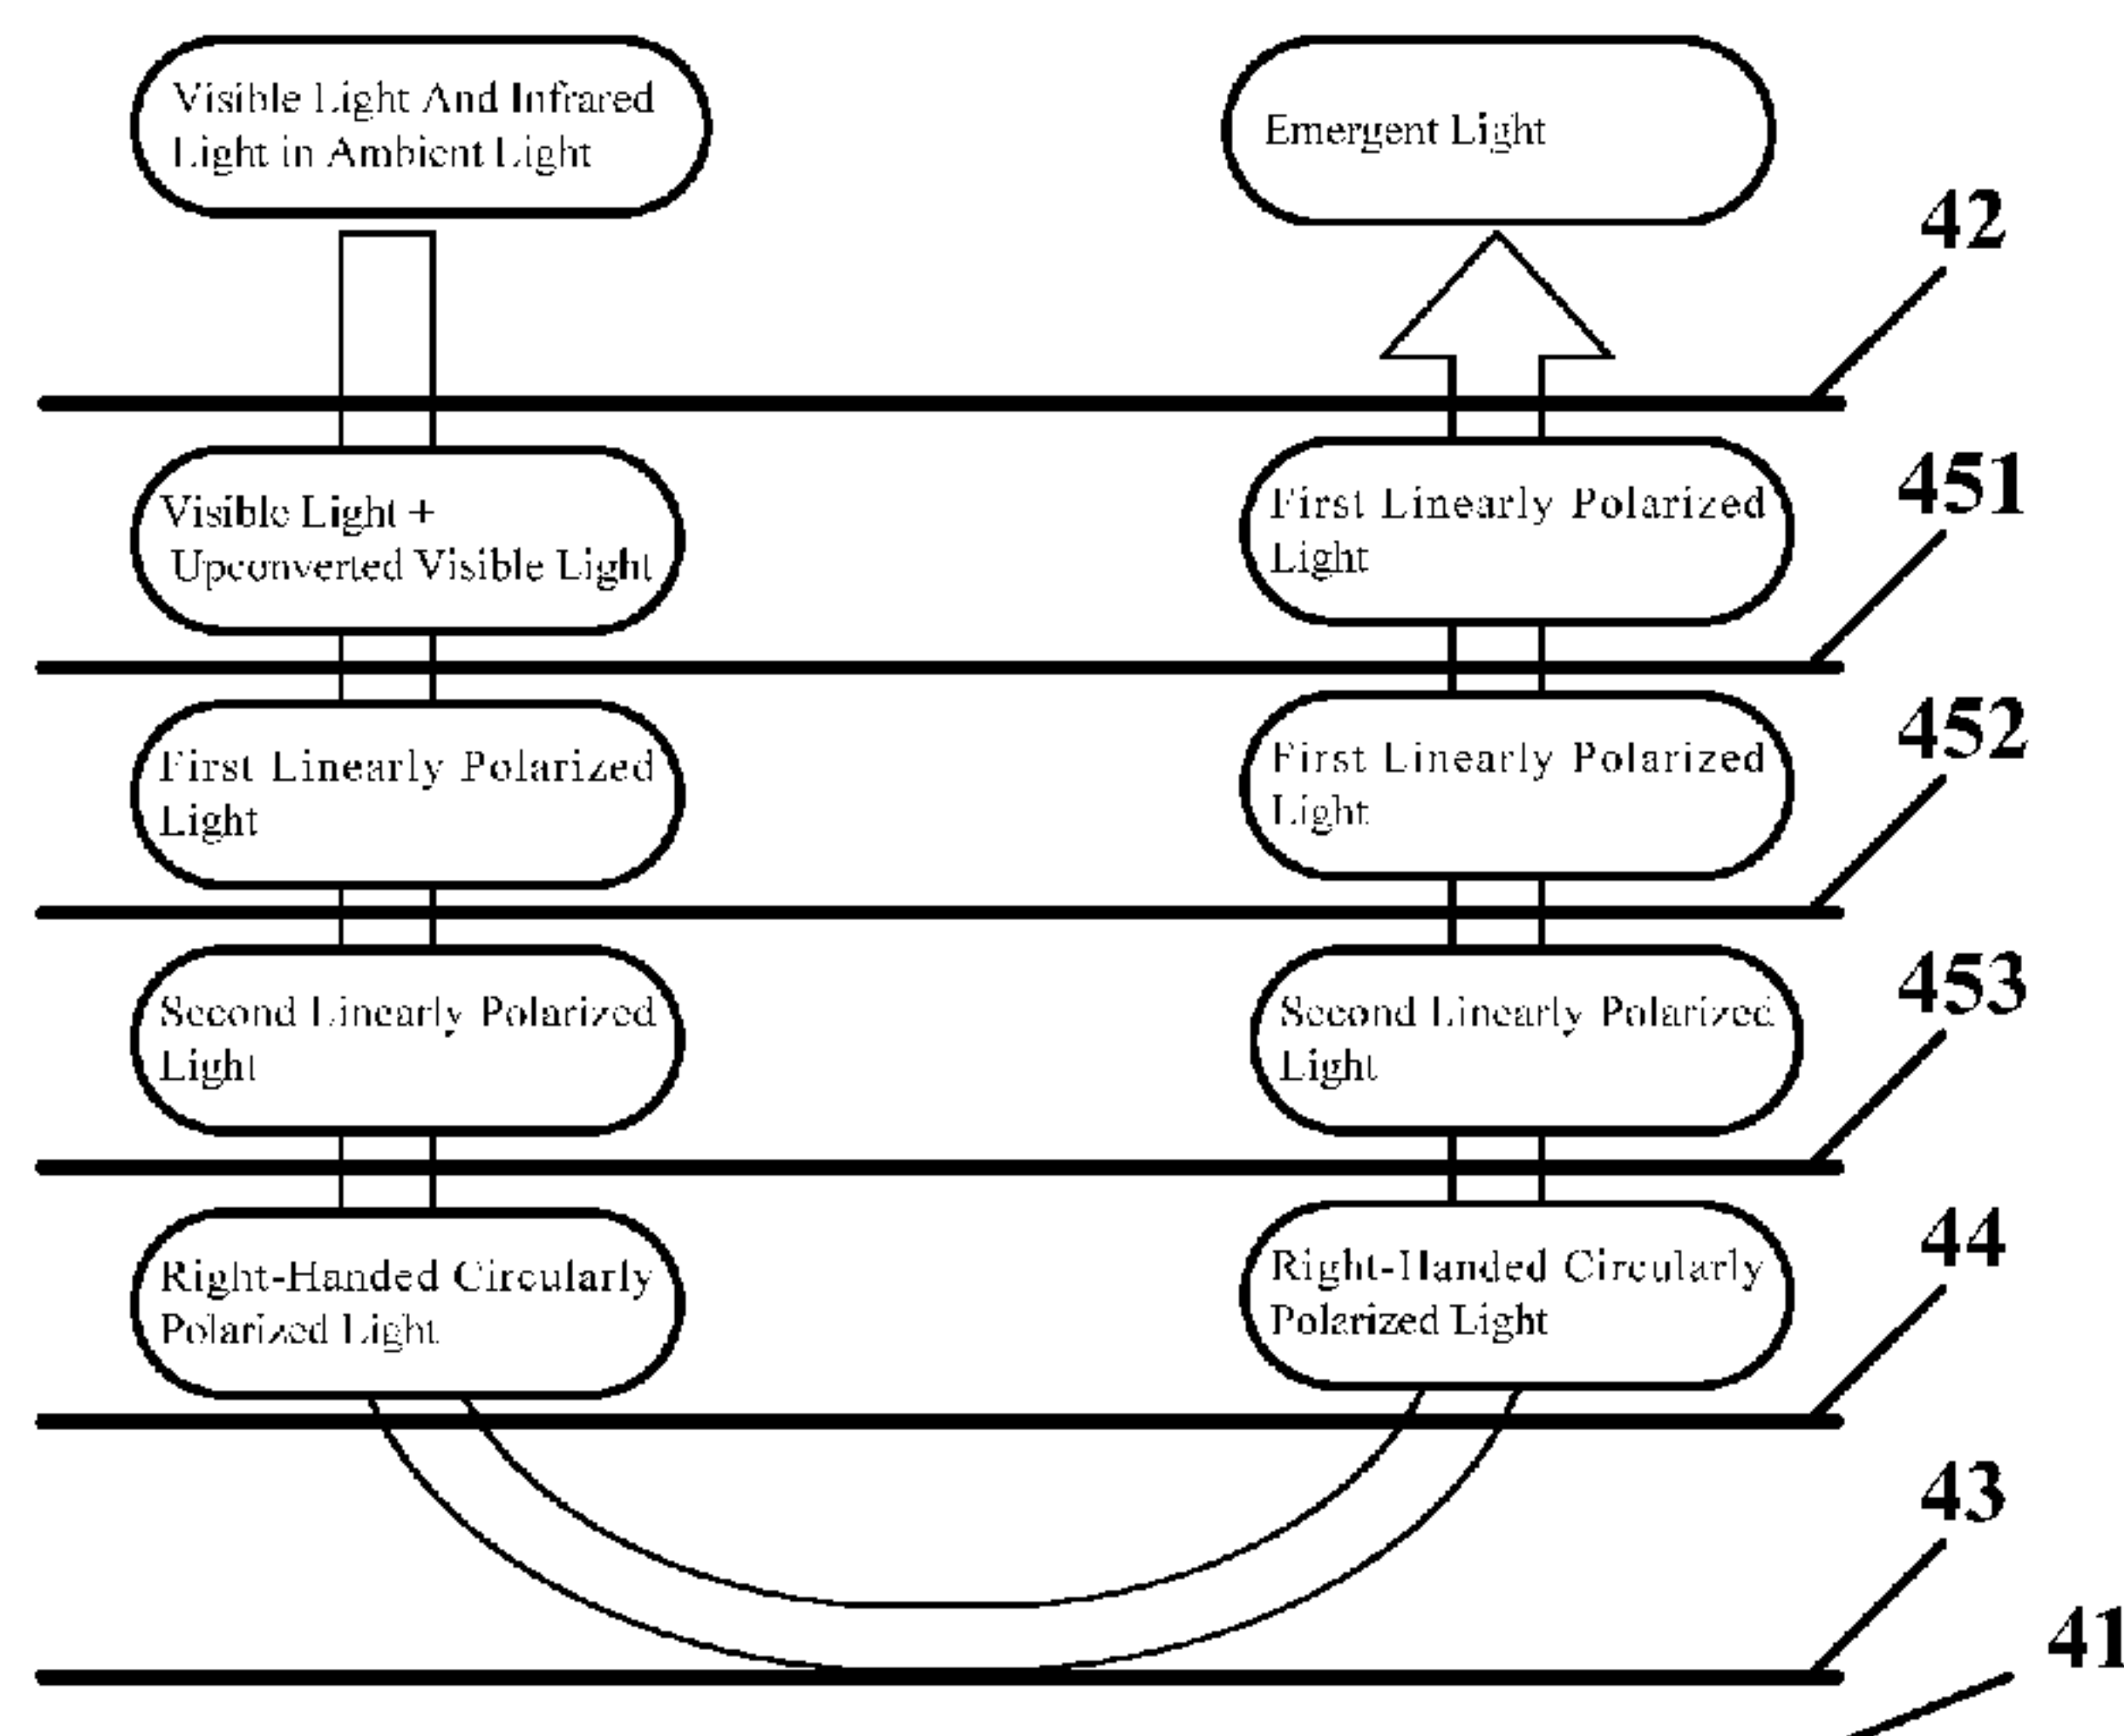 Visible Light And Infrared
Light in Ambient Light
Emergent Light
42
Visible Light +
Upconverted Visible Light
First Linearly Polarized
Light
451
First Linearly Polarized
Light
First Linearly Polarized
Light
452
Second Linearly Polarized
Light
Second Linearly Polarized
Light
453
Right-Handed Circularly
Polarized Light
Right-Handed Circularly
Polarized Light
44
43
41